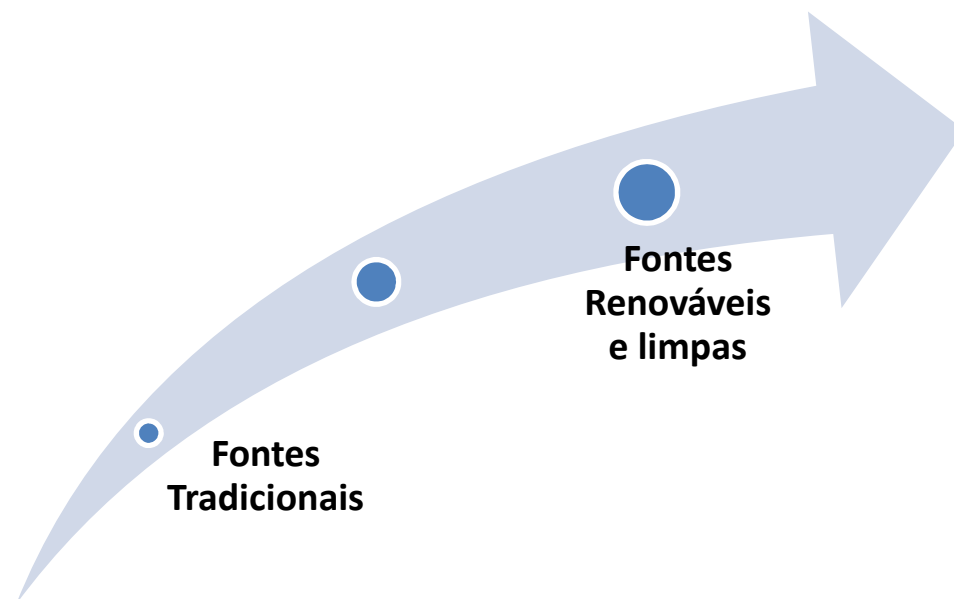 Fontes
Renováveis
e limpas
Fontes
Tradicionais